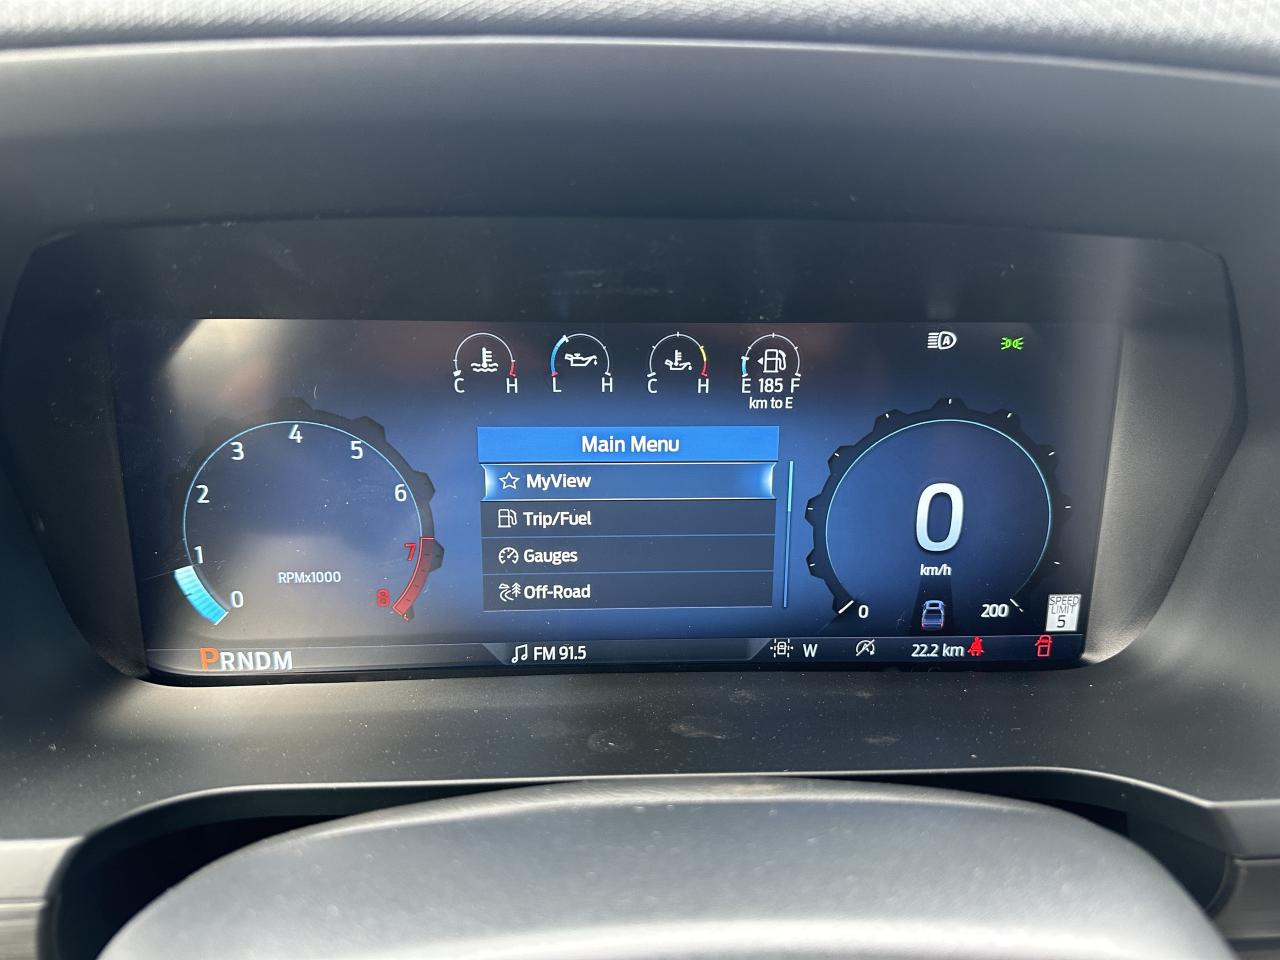 C H
L H
C H
E 185 F
km to E
0 1 2 3 4 5 6 7 8
RPMx1000
Main Menu
MyView
Trip/Fuel
Gauges
Off-Road
0
km/h
0 200
SPEED
LIMIT
5
PRNDM
FM 91.5
W
22.2 km
A